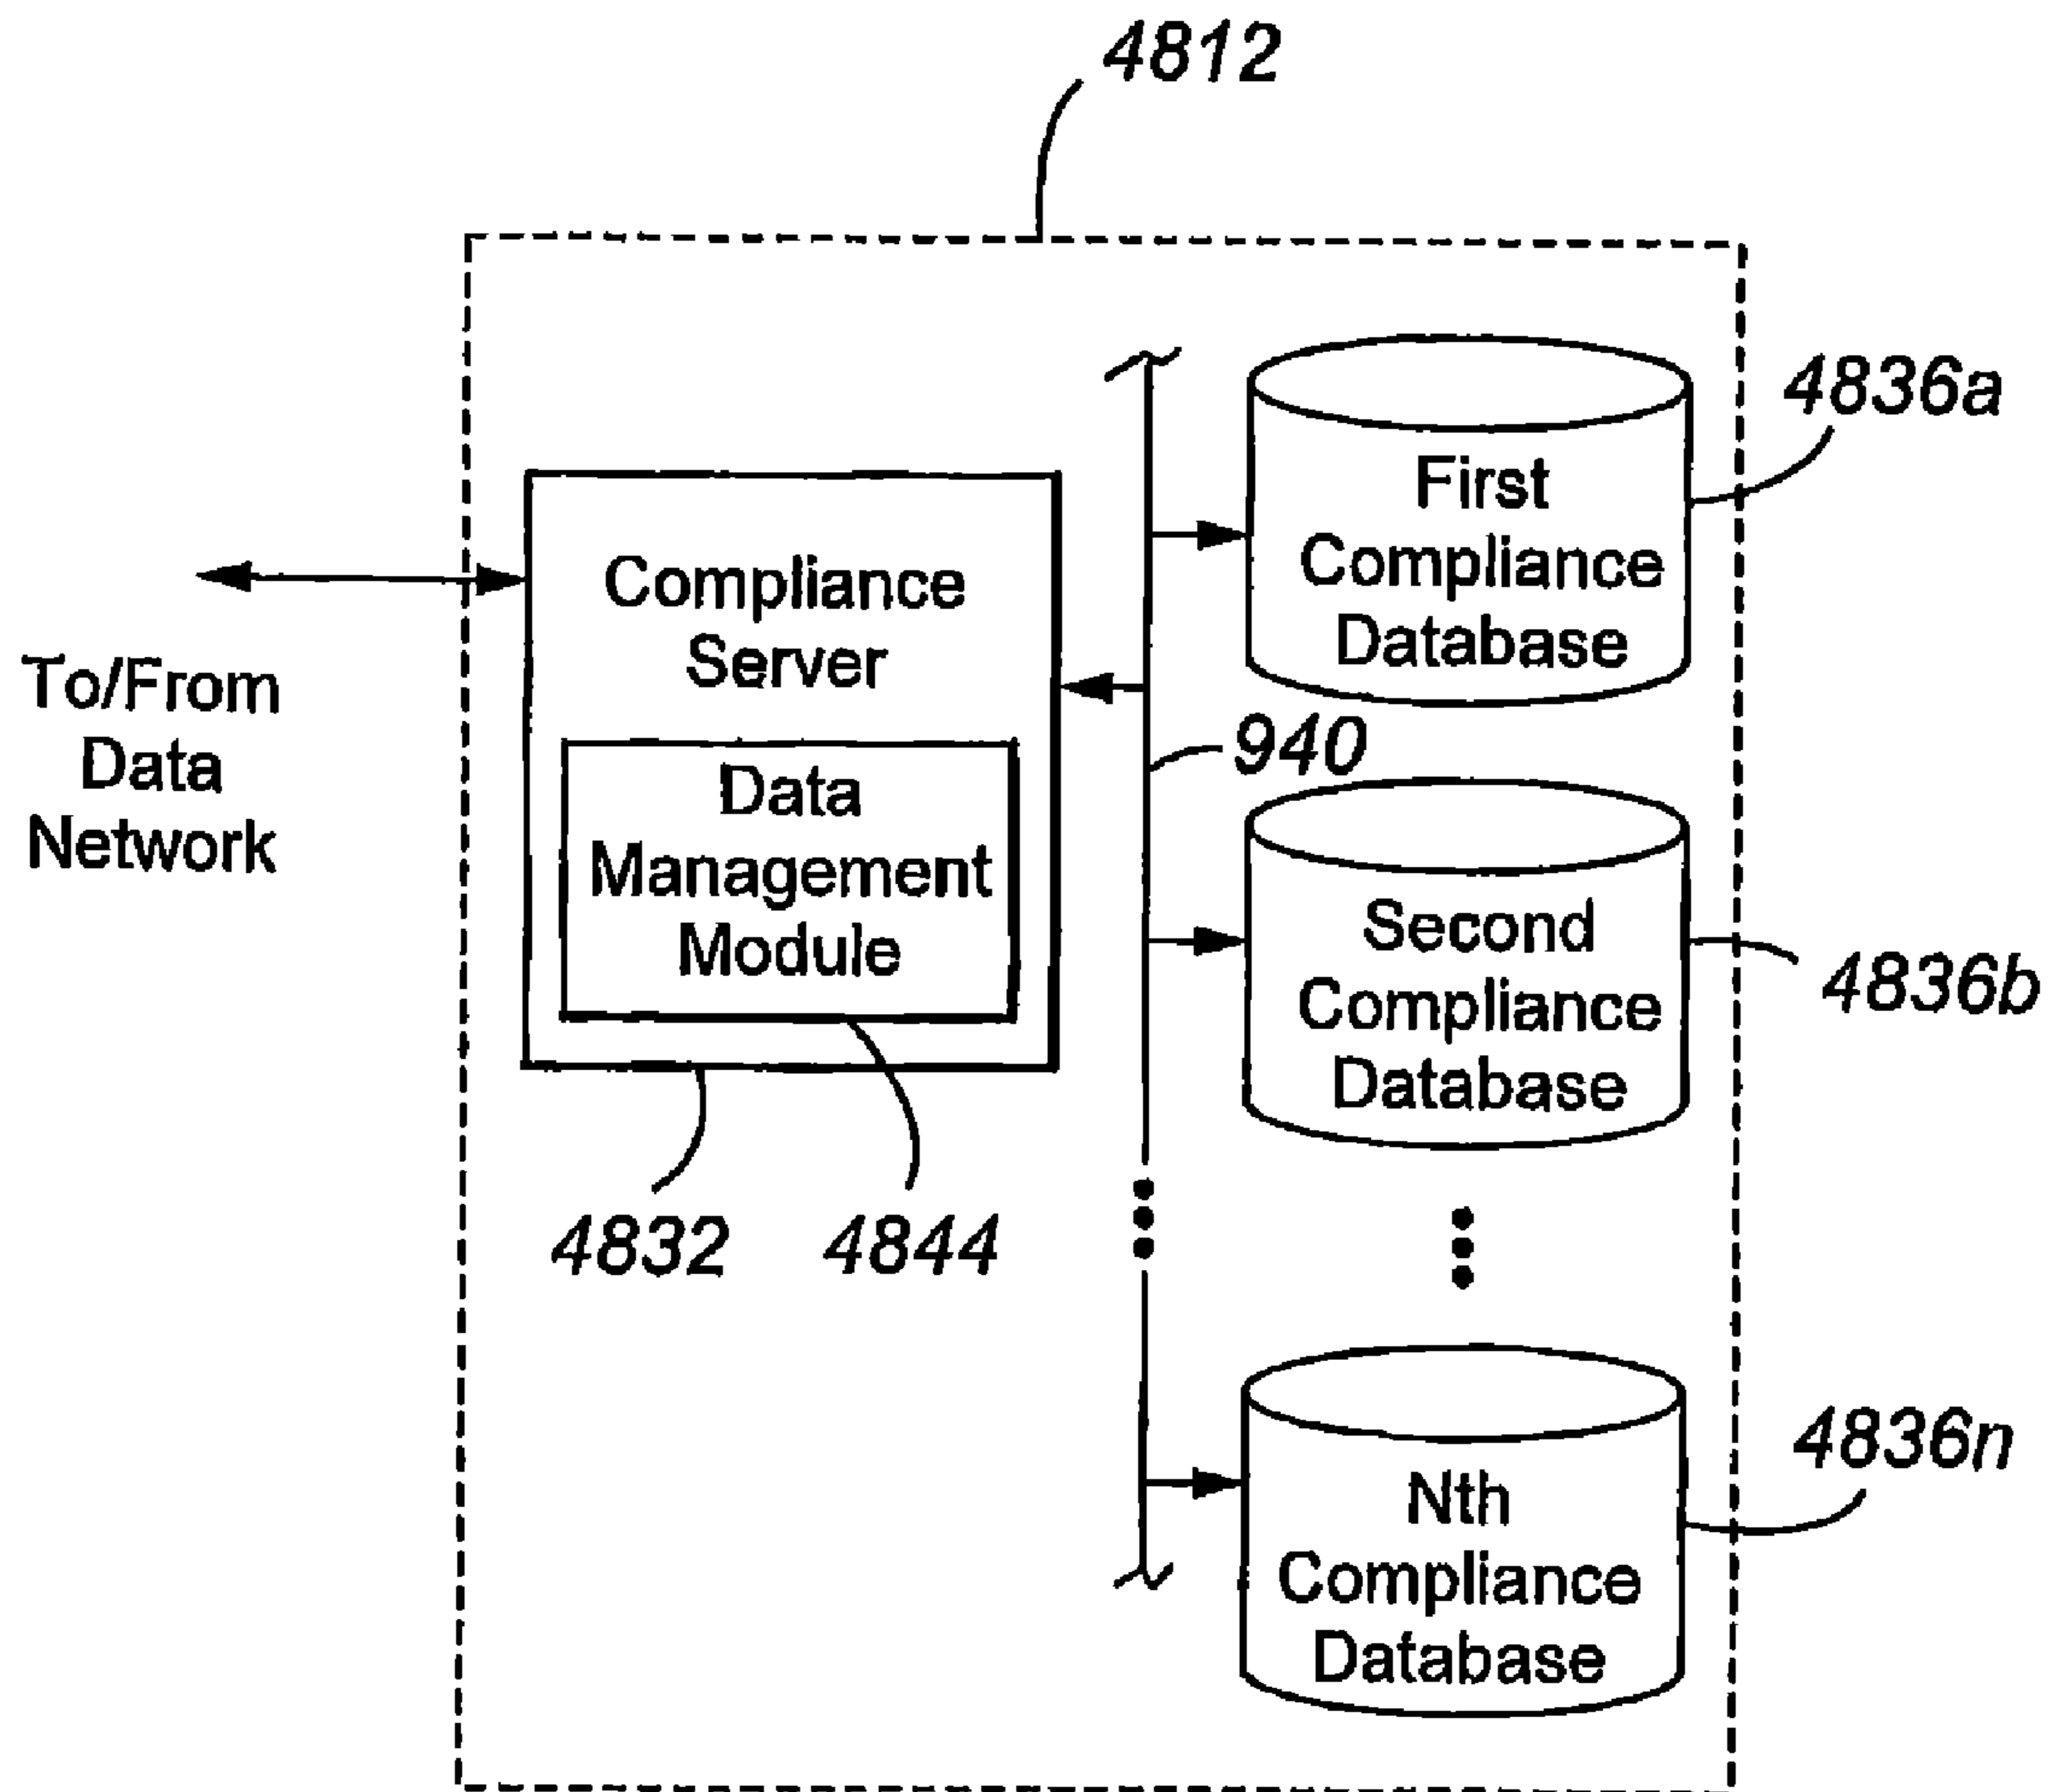 4812
4836a
First
Compliance
Database
Compliance
Server
To/From
Data
Network
Data
Management
Module
940
Second
Compliance
Database
4836b
4832
4844
4836n
Nth
Compliance
Database